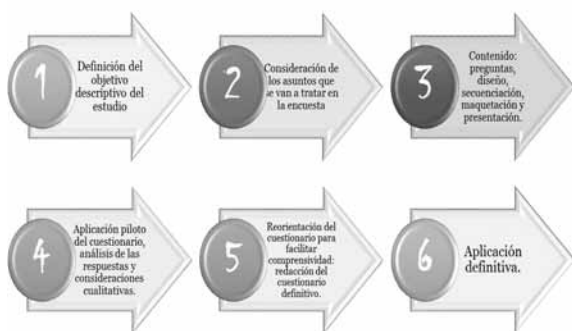 1
Definición del
objetivo
descriptivo del
estudio
2
Consideración de
los asuntos que
se van a tratar en
la encuesta
3
Contenido:
preguntas,
diseño,
secuenciación,
maquetación y
presentación.
4
Aplicación piloto
del cuestionario,
análisis de las
respuestas y
consideraciones
cualitativas.
5
Reorientación del
cuestionario para
facilitar
comprensividad:
redacción del
cuestionario
definitivo.
6
Aplicación
definitiva.